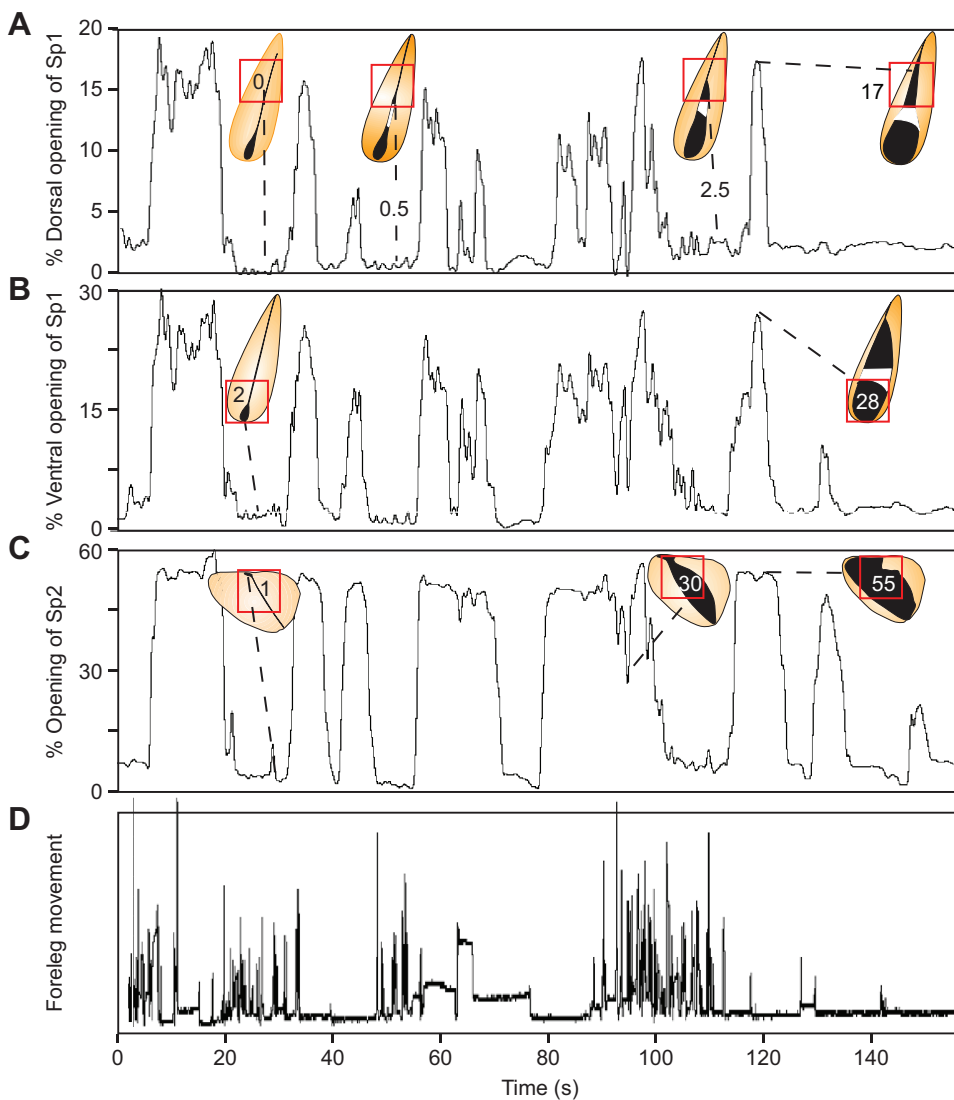 A
% Dorsal opening of Sp1
20
15
10
5
0
0
0.5
2.5
17
B
% Ventral opening of Sp1
30
15
0
2
28
C
% Opening of Sp2
60
30
0
1
30
55
D
Foreleg movement
0 20 40 60 80 100 120 140
Time (s)